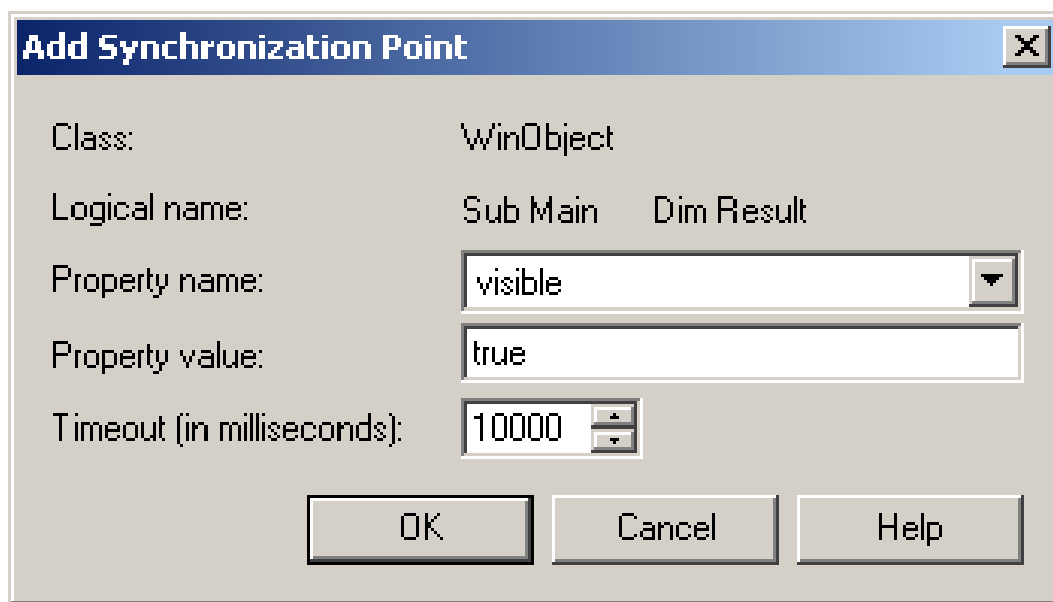 Add Synchronization Point
Class: WinObject
Logical name: Sub Main Dim Result
Property name: visible
Property value: true
Timeout (in milliseconds): 10000
OK Cancel Help